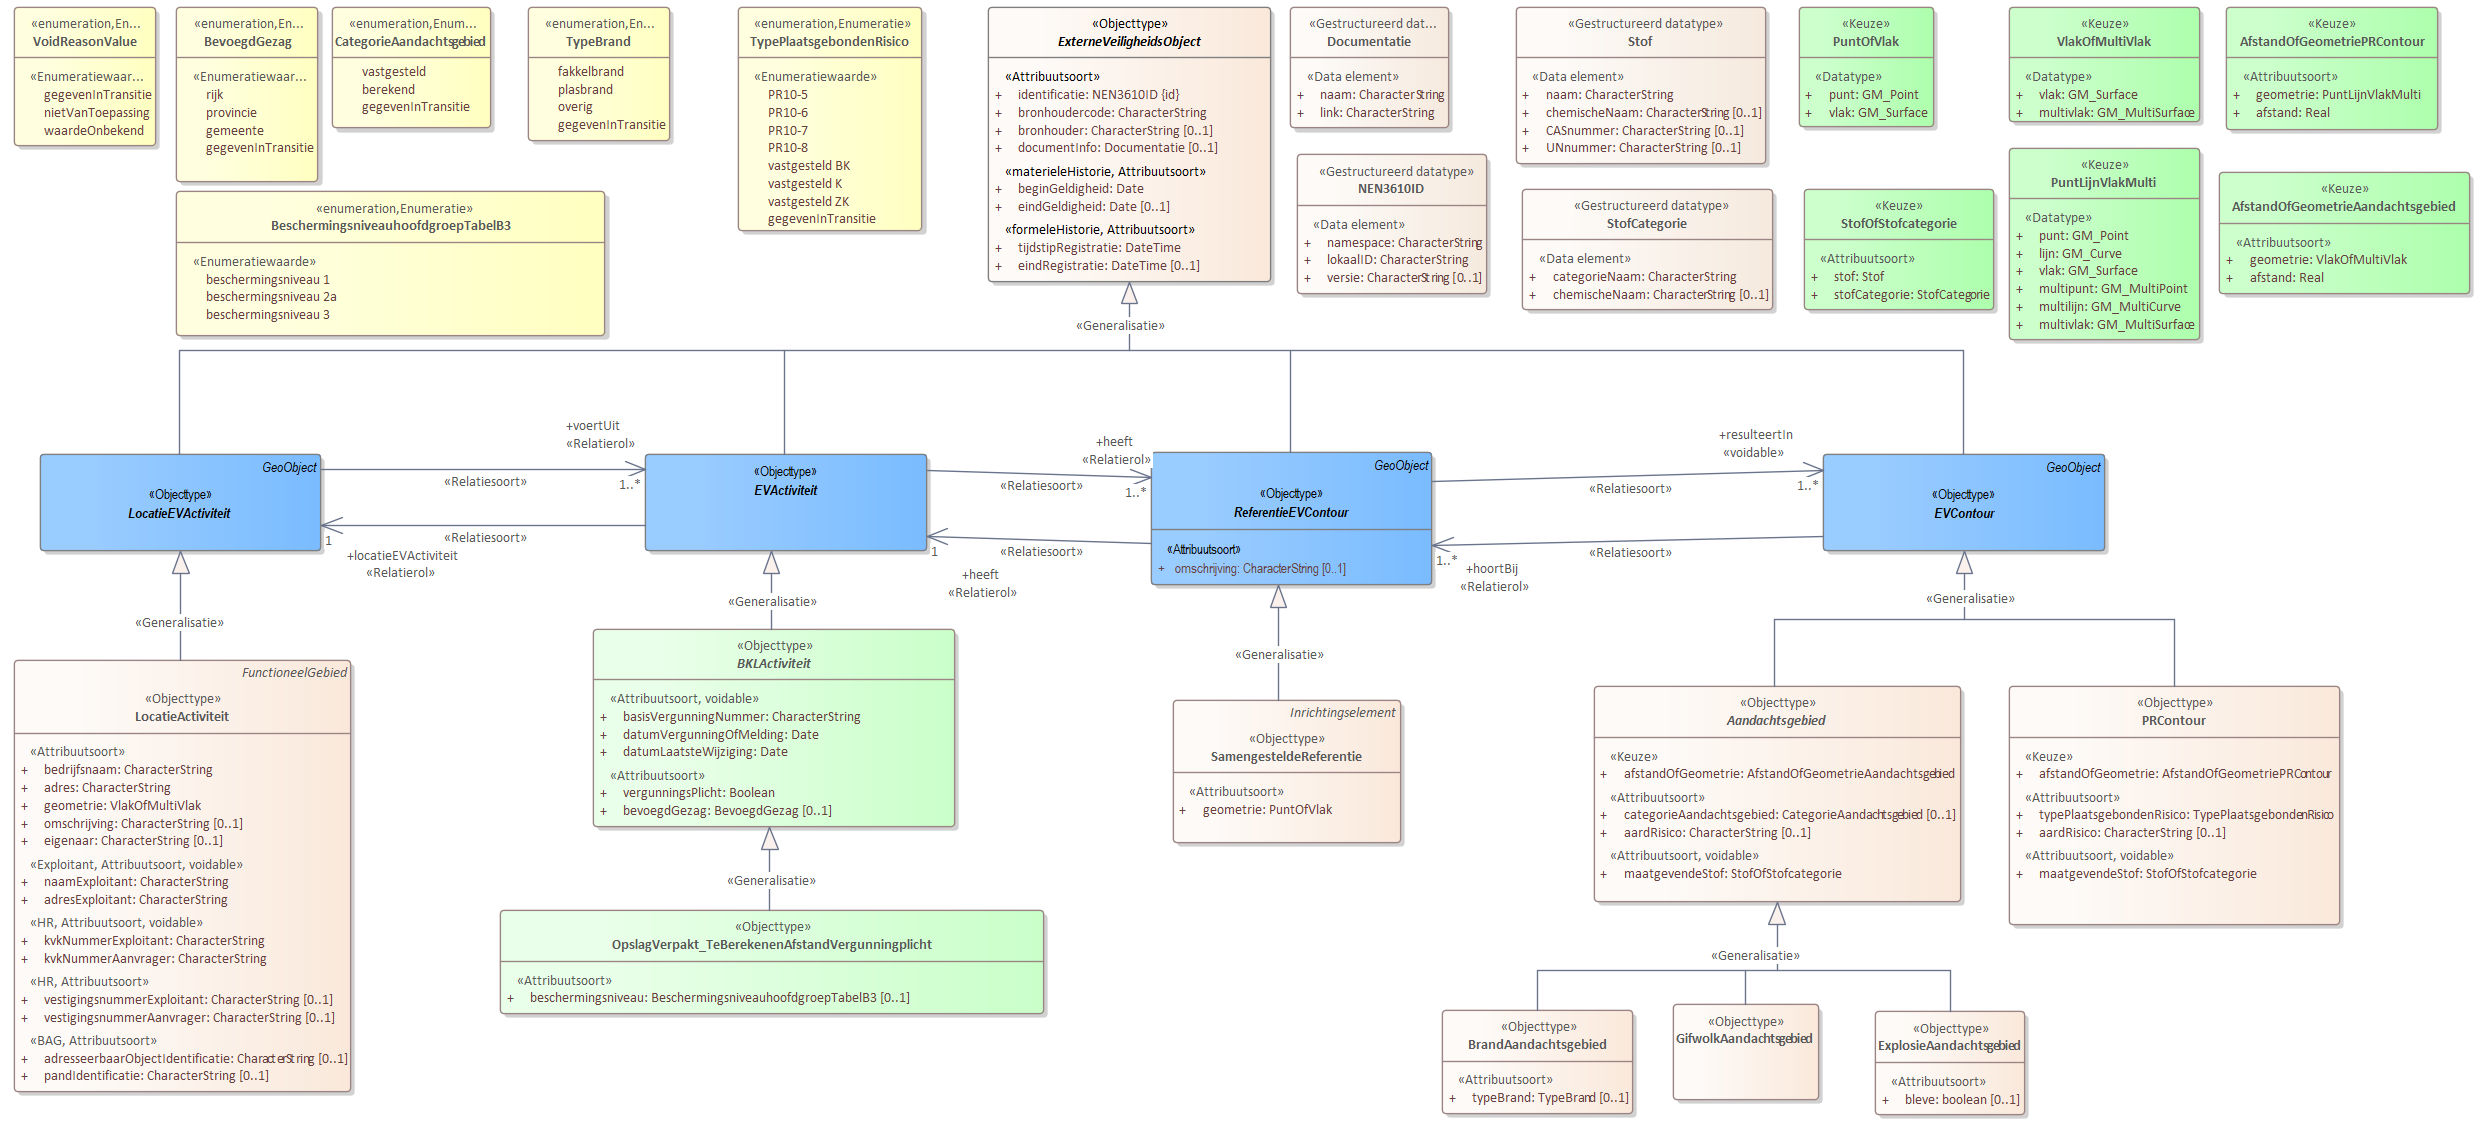 «enumeration,En...
VoidReasonValue
«Enumeratiewaar...
gegevenInTransitie
nietVanToepassing
waardeOnbekend
«enumeration,En...
BevoegdGezag
«Enumeratiewaar...
rijk
provincie
gemeente
gegevenInTransitie
«enumeration,Enum...
CategorieAandachtsgebied
vastgesteld
berekend
gegevenInTransitie
«enumeration,En...
TypeBrand
fakkelbrand
plasbrand
overig
gegevenInTransitie
«enumeration,Enumeratie»
TypePlaatsgebondenRisico
«Enumeratiewaarde»
PR10-5
PR10-6
PR10-7
PR10-8
vastgesteld BK
vastgesteld K
vastgesteld ZK
gegevenInTransitie
«enumeration,Enumeratie»
BeschermingsniveauhoofdgroepTabelB3
«Enumeratiewaarde»
beschermingsniveau 1
beschermingsniveau 2a
beschermingsniveau 3
«Objecttype»
ExterneVeiligheidsObject
«Attribuutsoort»
+ identificatie: NEN3610ID {id}
+ bronhoudercode: CharacterString
+ bronhouder: CharacterString [0..1]
+ documentInfo: Documentatie [0..1]
«materieleHistorie, Attribuutsoort»
+ beginGeldigheid: Date
+ eindGeldigheid: Date [0..1]
«formeleHistorie, Attribuutsoort»
+ tijdstipRegistratie: DateTime
+ eindRegistratie: DateTime [0..1]
«Gestructureerd dat...
Documentatie
«Data element»
+ naam: CharacterString
+ link: CharacterString
«Gestructureerd datatype»
NEN3610ID
«Data element»
+ namespace: CharacterString
+ lokaalID: CharacterString
+ versie: CharacterString [0..1]
«Gestructureerd datatype»
Stof
«Data element»
+ naam: CharacterString
+ chemischeNaam: CharacterString [0..1]
+ CASnummer: CharacterString [0..1]
+ UNnummer: CharacterString [0..1]
«Gestructureerd datatype»
StofCategorie
«Data element»
+ categorieNaam: CharacterString
+ chemischeNaam: CharacterString [0..1]
«Keuze»
PuntOfVlak
«Datatype»
+ punt: GM_Point
+ vlak: GM_Surface
«Keuze»
StofOfStofcategorie
«Attribuutsoort»
+ stof: Stof
+ stofCategorie: StofCategorie
«Keuze»
VlakOfMultiVlak
«Datatype»
+ vlak: GM_Surface
+ multivlak: GM_MultiSurface
«Keuze»
PuntLijnVlakMulti
«Datatype»
+ punt: GM_Point
+ lijn: GM_Curve
+ vlak: GM_Surface
+ multipunt: GM_MultiPoint
+ multilijn: GM_MultiCurve
+ multivlak: GM_MultiSurface
«Keuze»
AfstandOfGeometriePRContour
«Attribuutsoort»
+ geometrie: PuntLijnVlakMulti
+ afstand: Real
«Keuze»
AfstandOfGeometrieAandachtsgebied
«Attribuutsoort»
+ geometrie: VlakOfMultiVlak
+ afstand: Real
«Generalisatie»
GeoObject
«Objecttype»
LocatieEVActiviteit
+voertUit
«Relatierol»
«Relatiesoort»
1..*
1
«Relatiesoort»
+locatieEVActiviteit
«Relatierol»
«Objecttype»
EVActiviteit
+heeft
«Relatierol»
«Relatiesoort»
1..*
1
«Relatiesoort»
+heeft
«Relatierol»
GeoObject
«Objecttype»
ReferentieEVContour
«Attribuutsoort»
+ omschrijving: CharacterString [0..1]
+resulteertIn
«voidable»
«Relatiesoort»
1..*
1..*
«Relatiesoort»
+hoortBij
«Relatierol»
GeoObject
«Objecttype»
EVContour
«Generalisatie»
«Generalisatie»
«Generalisatie»
«Generalisatie»
FunctioneelGebied
«Objecttype»
LocatieActiviteit
«Attribuutsoort»
+ bedrijfsnaam: CharacterString
+ adres: CharacterString
+ geometrie: VlakOfMultiVlak
+ omschrijving: CharacterString [0..1]
+ eigenaar: CharacterString [0..1]
«Exploitant, Attribuutsoort, voidable»
+ naamExploitant: CharacterString
+ adresExploitant: CharacterString
«HR, Attribuutsoort, voidable»
+ kvkNummerExploitant: CharacterString
+ kvkNummerAanvrager: CharacterString
«HR, Attribuutsoort»
+ vestigingsnummerExploitant: CharacterString [0..1]
+ vestigingsnummerAanvrager: CharacterString [0..1]
«BAG, Attribuutsoort»
+ adresseerbaarObjectIdentificatie: CharacterString [0..1]
+ pandIdentificatie: CharacterString [0..1]
«Objecttype»
BKLActiviteit
«Attribuutsoort, voidable»
+ basisVergunningNummer: CharacterString
+ datumVergunningOfMelding: Date
+ datumLaatsteWijziging: Date
«Attribuutsoort»
+ vergunningsPlicht: Boolean
+ bevoegdGezag: BevoegdGezag [0..1]
«Generalisatie»
«Objecttype»
OpslagVerpakt_TeBerekenenAfstandVergunningplicht
«Attribuutsoort»
+ beschermingsniveau: BeschermingsniveauhoofdgroepTabelB3 [0..1]
Inrichtingselement
«Objecttype»
SamengesteldeReferentie
«Attribuutsoort»
+ geometrie: PuntOfVlak
«Objecttype»
Aandachtsgebied
«Keuze»
+ afstandOfGeometrie: AfstandOfGeometrieAandachtsgebied
«Attribuutsoort»
+ categorieAandachtsgebied: CategorieAandachtsgebied [0..1]
+ aardRisico: CharacterString [0..1]
«Attribuutsoort, voidable»
+ maatgevendeStof: StofOfStofcategorie
«Objecttype»
PRContour
«Keuze»
+ afstandOfGeometrie: AfstandOfGeometriePRContour
«Attribuutsoort»
+ typePlaatsgebondenRisico: TypePlaatsgebondenRisico
+ aardRisico: CharacterString [0..1]
«Attribuutsoort, voidable»
+ maatgevendeStof: StofOfStofcategorie
«Generalisatie»
«Objecttype»
BrandAandachtsgebied
«Attribuutsoort»
+ typeBrand: TypeBrand [0..1]
«Objecttype»
GifwolkAandachtsgebied
«Objecttype»
ExplosieAandachtsgebied
«Attribuutsoort»
+ bleve: boolean [0..1]